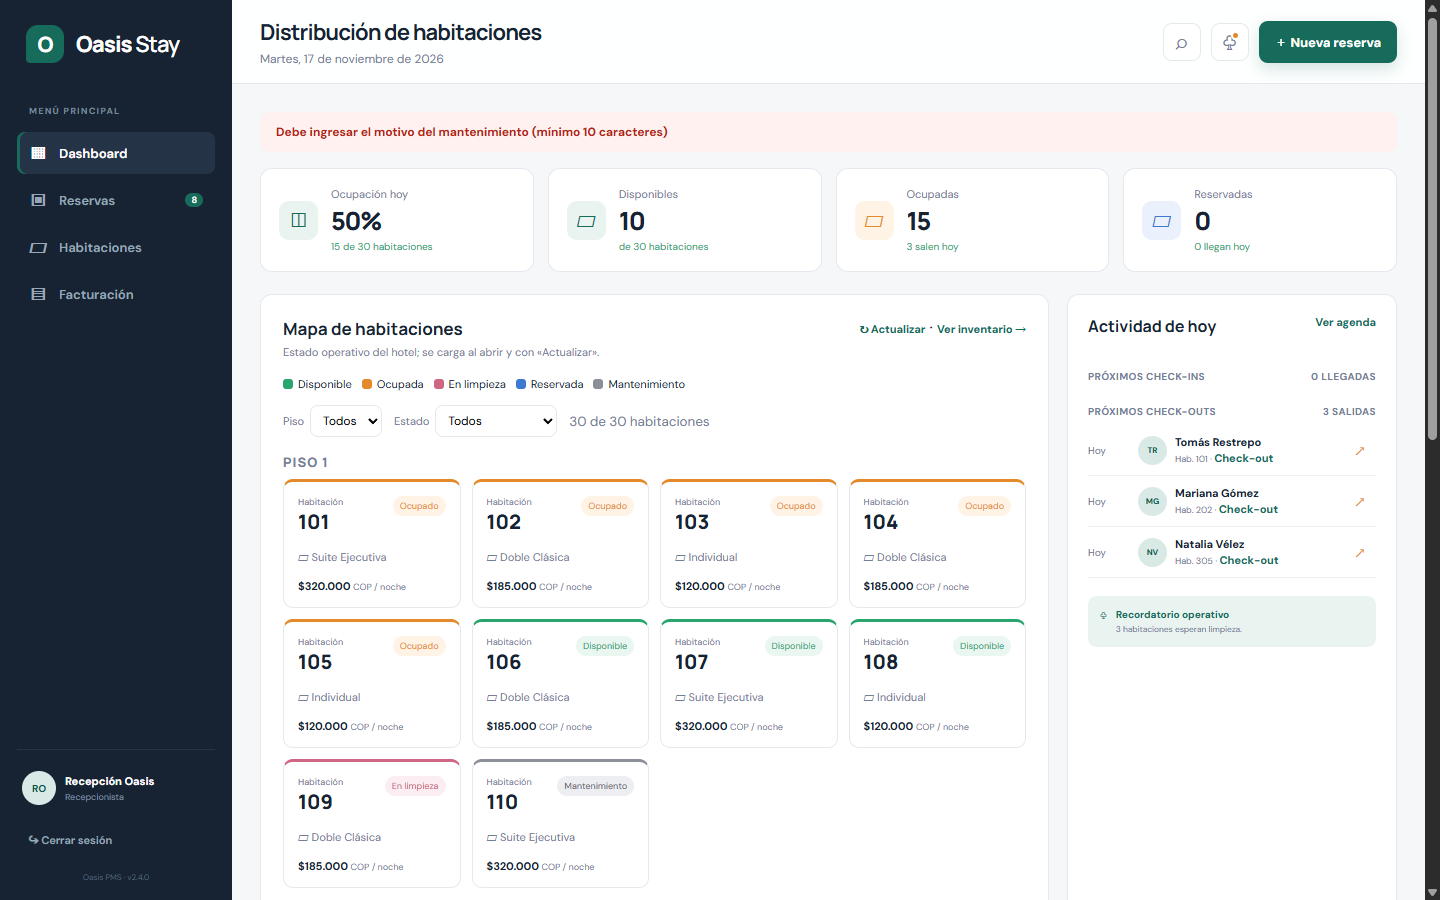 O Oasis Stay
MENÚ PRINCIPAL
Dashboard
Reservas 8
Habitaciones
Facturación
RO Recepción Oasis
Recepcionista
Cerrar sesión
Oasis PMS · v2.4.0
Distribución de habitaciones
Martes, 17 de noviembre de 2026
+ Nueva reserva
Debe ingresar el motivo del mantenimiento (mínimo 10 caracteres)
Ocupación hoy
50%
15 de 30 habitaciones
Disponibles
10
de 30 habitaciones
Ocupadas
15
3 salen hoy
Reservadas
0
0 llegan hoy
Mapa de habitaciones
↻ Actualizar · Ver inventario →
Estado operativo del hotel; se carga al abrir y con «Actualizar».
Disponible Ocupada En limpieza Reservada Mantenimiento
Piso Todos Estado Todos 30 de 30 habitaciones
PISO 1
Habitación Ocupado
101
Suite Ejecutiva
$320.000 COP / noche
Habitación Ocupado
102
Doble Clásica
$185.000 COP / noche
Habitación Ocupado
103
Individual
$120.000 COP / noche
Habitación Ocupado
104
Doble Clásica
$185.000 COP / noche
Habitación Ocupado
105
Individual
$120.000 COP / noche
Habitación Disponible
106
Doble Clásica
$185.000 COP / noche
Habitación Disponible
107
Suite Ejecutiva
$320.000 COP / noche
Habitación Disponible
108
Individual
$120.000 COP / noche
Habitación En limpieza
109
Doble Clásica
$185.000 COP / noche
Habitación Mantenimiento
110
Suite Ejecutiva
$320.000 COP / noche
Actividad de hoy Ver agenda
PRÓXIMOS CHECK-INS 0 LLEGADAS
PRÓXIMOS CHECK-OUTS 3 SALIDAS
Hoy TR Tomás Restrepo
Hab. 101 · Check-out
Hoy MG Mariana Gómez
Hab. 202 · Check-out
Hoy NV Natalia Vélez
Hab. 305 · Check-out
Recordatorio operativo
3 habitaciones esperan limpieza.